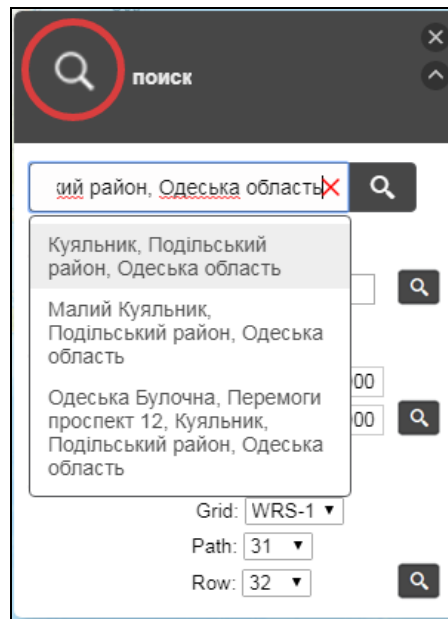 поиск
кий район, Одеська область
Куяльник, Подільський
район, Одеська область
Малий Куяльник,
Подільський район, Одеська
область
Одеська Булочна, Перемоги
проспект 12, Куяльник,
Подільський район, Одеська
область
00
00
Grid: WRS-1
Path: 31
Row: 32